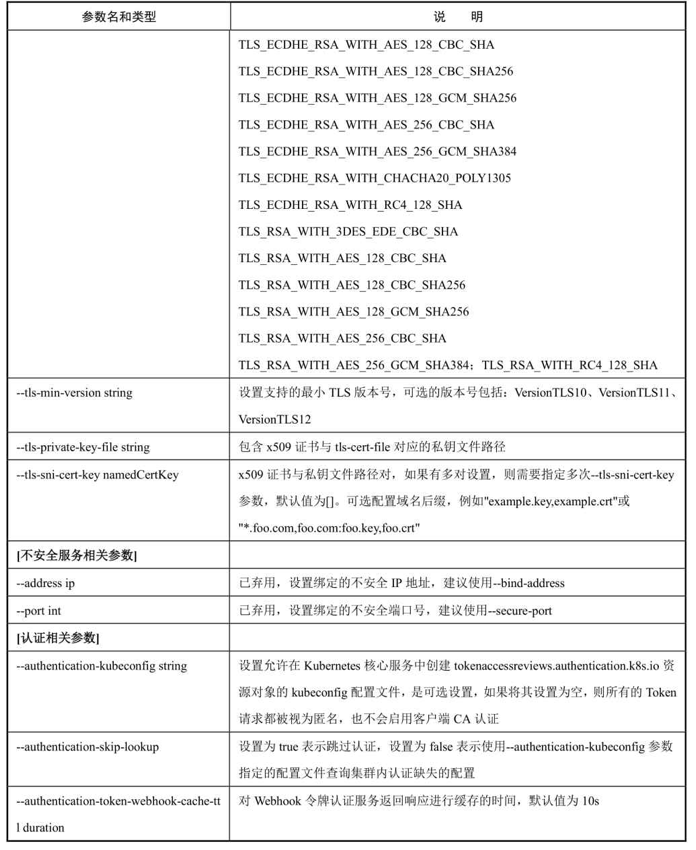 参数名和类型
说 明
TLS_ECDHE_RSA_WITH_AES_128_CBC_SHA
TLS_ECDHE_RSA_WITH_AES_128_CBC_SHA256
TLS_ECDHE_RSA_WITH_AES_128_GCM_SHA256
TLS_ECDHE_RSA_WITH_AES_256_CBC_SHA
TLS_ECDHE_RSA_WITH_AES_256_GCM_SHA384
TLS_ECDHE_RSA_WITH_CHACHA20_POLY1305
TLS_ECDHE_RSA_WITH_RC4_128_SHA
TLS_RSA_WITH_3DES_EDE_CBC_SHA
TLS_RSA_WITH_AES_128_CBC_SHA
TLS_RSA_WITH_AES_128_CBC_SHA256
TLS_RSA_WITH_AES_128_GCM_SHA256
TLS_RSA_WITH_AES_256_CBC_SHA
TLS_RSA_WITH_AES_256_GCM_SHA384；TLS_RSA_WITH_RC4_128_SHA
--tls-min-version string
设置支持的最小 TLS 版本号，可选的版本号包括：VersionTLS10、VersionTLS11、
VersionTLS12
--tls-private-key-file string
包含 x509 证书与 tls-cert-file 对应的私钥文件路径
--tls-sni-cert-key namedCertKey
x509 证书与私钥文件路径对，如果有多对设置，则需要指定多次--tls-sni-cert-key
参数，默认值为[]。可选配置域名后缀，例如"example.key,example.crt"或
"*.foo.com,foo.com:foo.key,foo.crt"
[不安全服务相关参数]
--address ip
已弃用，设置绑定的不安全 IP 地址，建议使用--bind-address
--port int
已弃用，设置绑定的不安全端口号，建议使用--secure-port
[认证相关参数]
--authentication-kubeconfig string
设置允许在 Kubernetes 核心服务中创建 tokenaccessreviews.authentication.k8s.io 资
源对象的 kubeconfig 配置文件，是可选设置，如果将其设置为空，则所有的 Token
请求都被视为匿名，也不会启用客户端 CA 认证
--authentication-skip-lookup
设置为 true 表示跳过认证，设置为 false 表示使用--authentication-kubeconfig 参数
指定的配置文件查询集群内认证缺失的配置
--authentication-token-webhook-cache-tt
l duration
对 Webhook 令牌认证服务返回响应进行缓存的时间，默认值为 10s